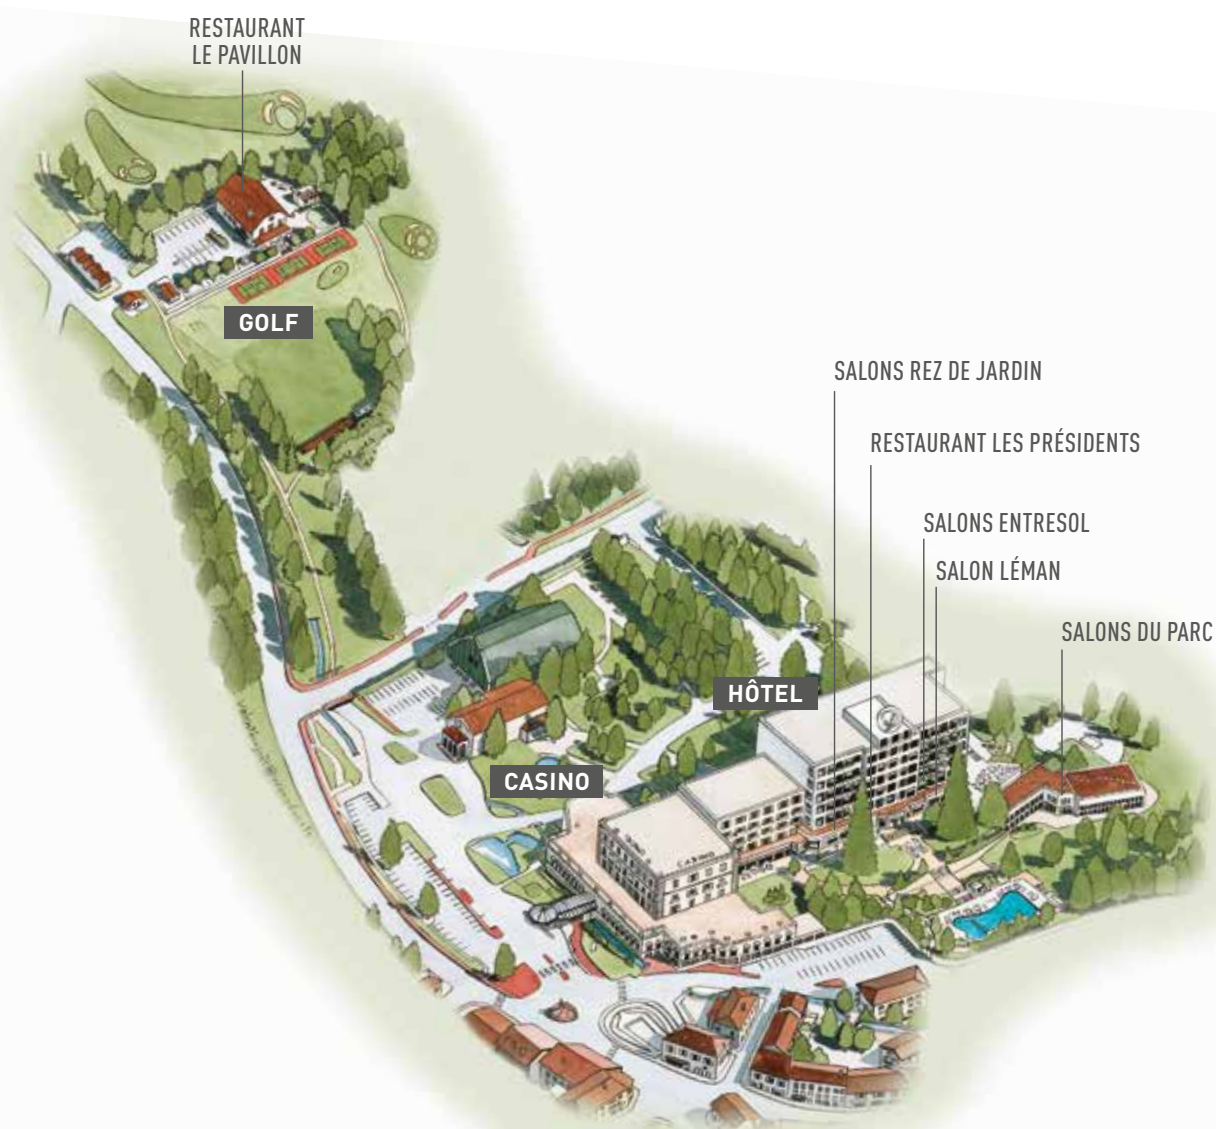 RESTAURANT
LE PAVILLON
GOLF
SALONS REZ DE JARDIN
RESTAURANT LES PRÉSIDENTS
SALONS ENTRESOL
SALON LÉMAN
SALONS DU PARC
HÔTEL
CASINO
CASINO